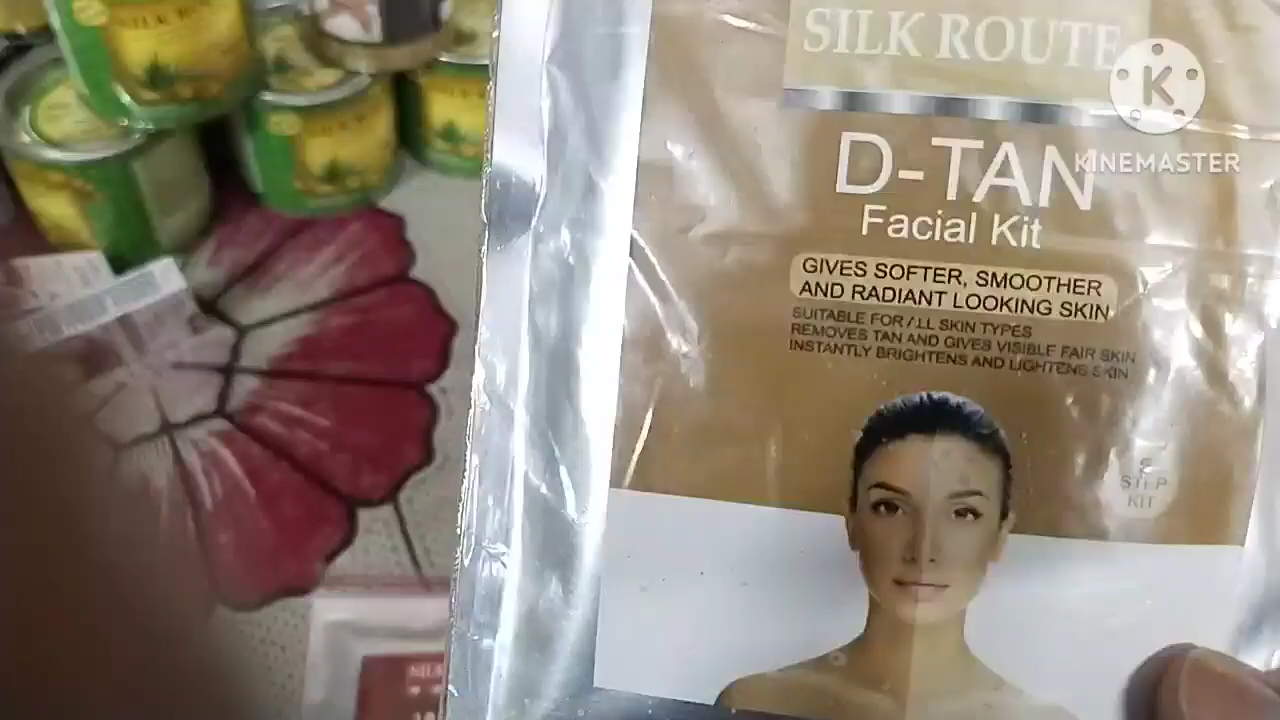 SILK ROUTE
K
KINEMASTER
D-TAN
Facial Kit
GIVES SOFTER, SMOOTHER
AND RADIANT LOOKING SKIN
SUITABLE FOR ALL SKIN TYPES
REMOVES TAN AND GIVES VISIBLE FAIR SKIN
INSTANTLY BRIGHTENS AND LIGHTENS SKIN
STEP
KIT